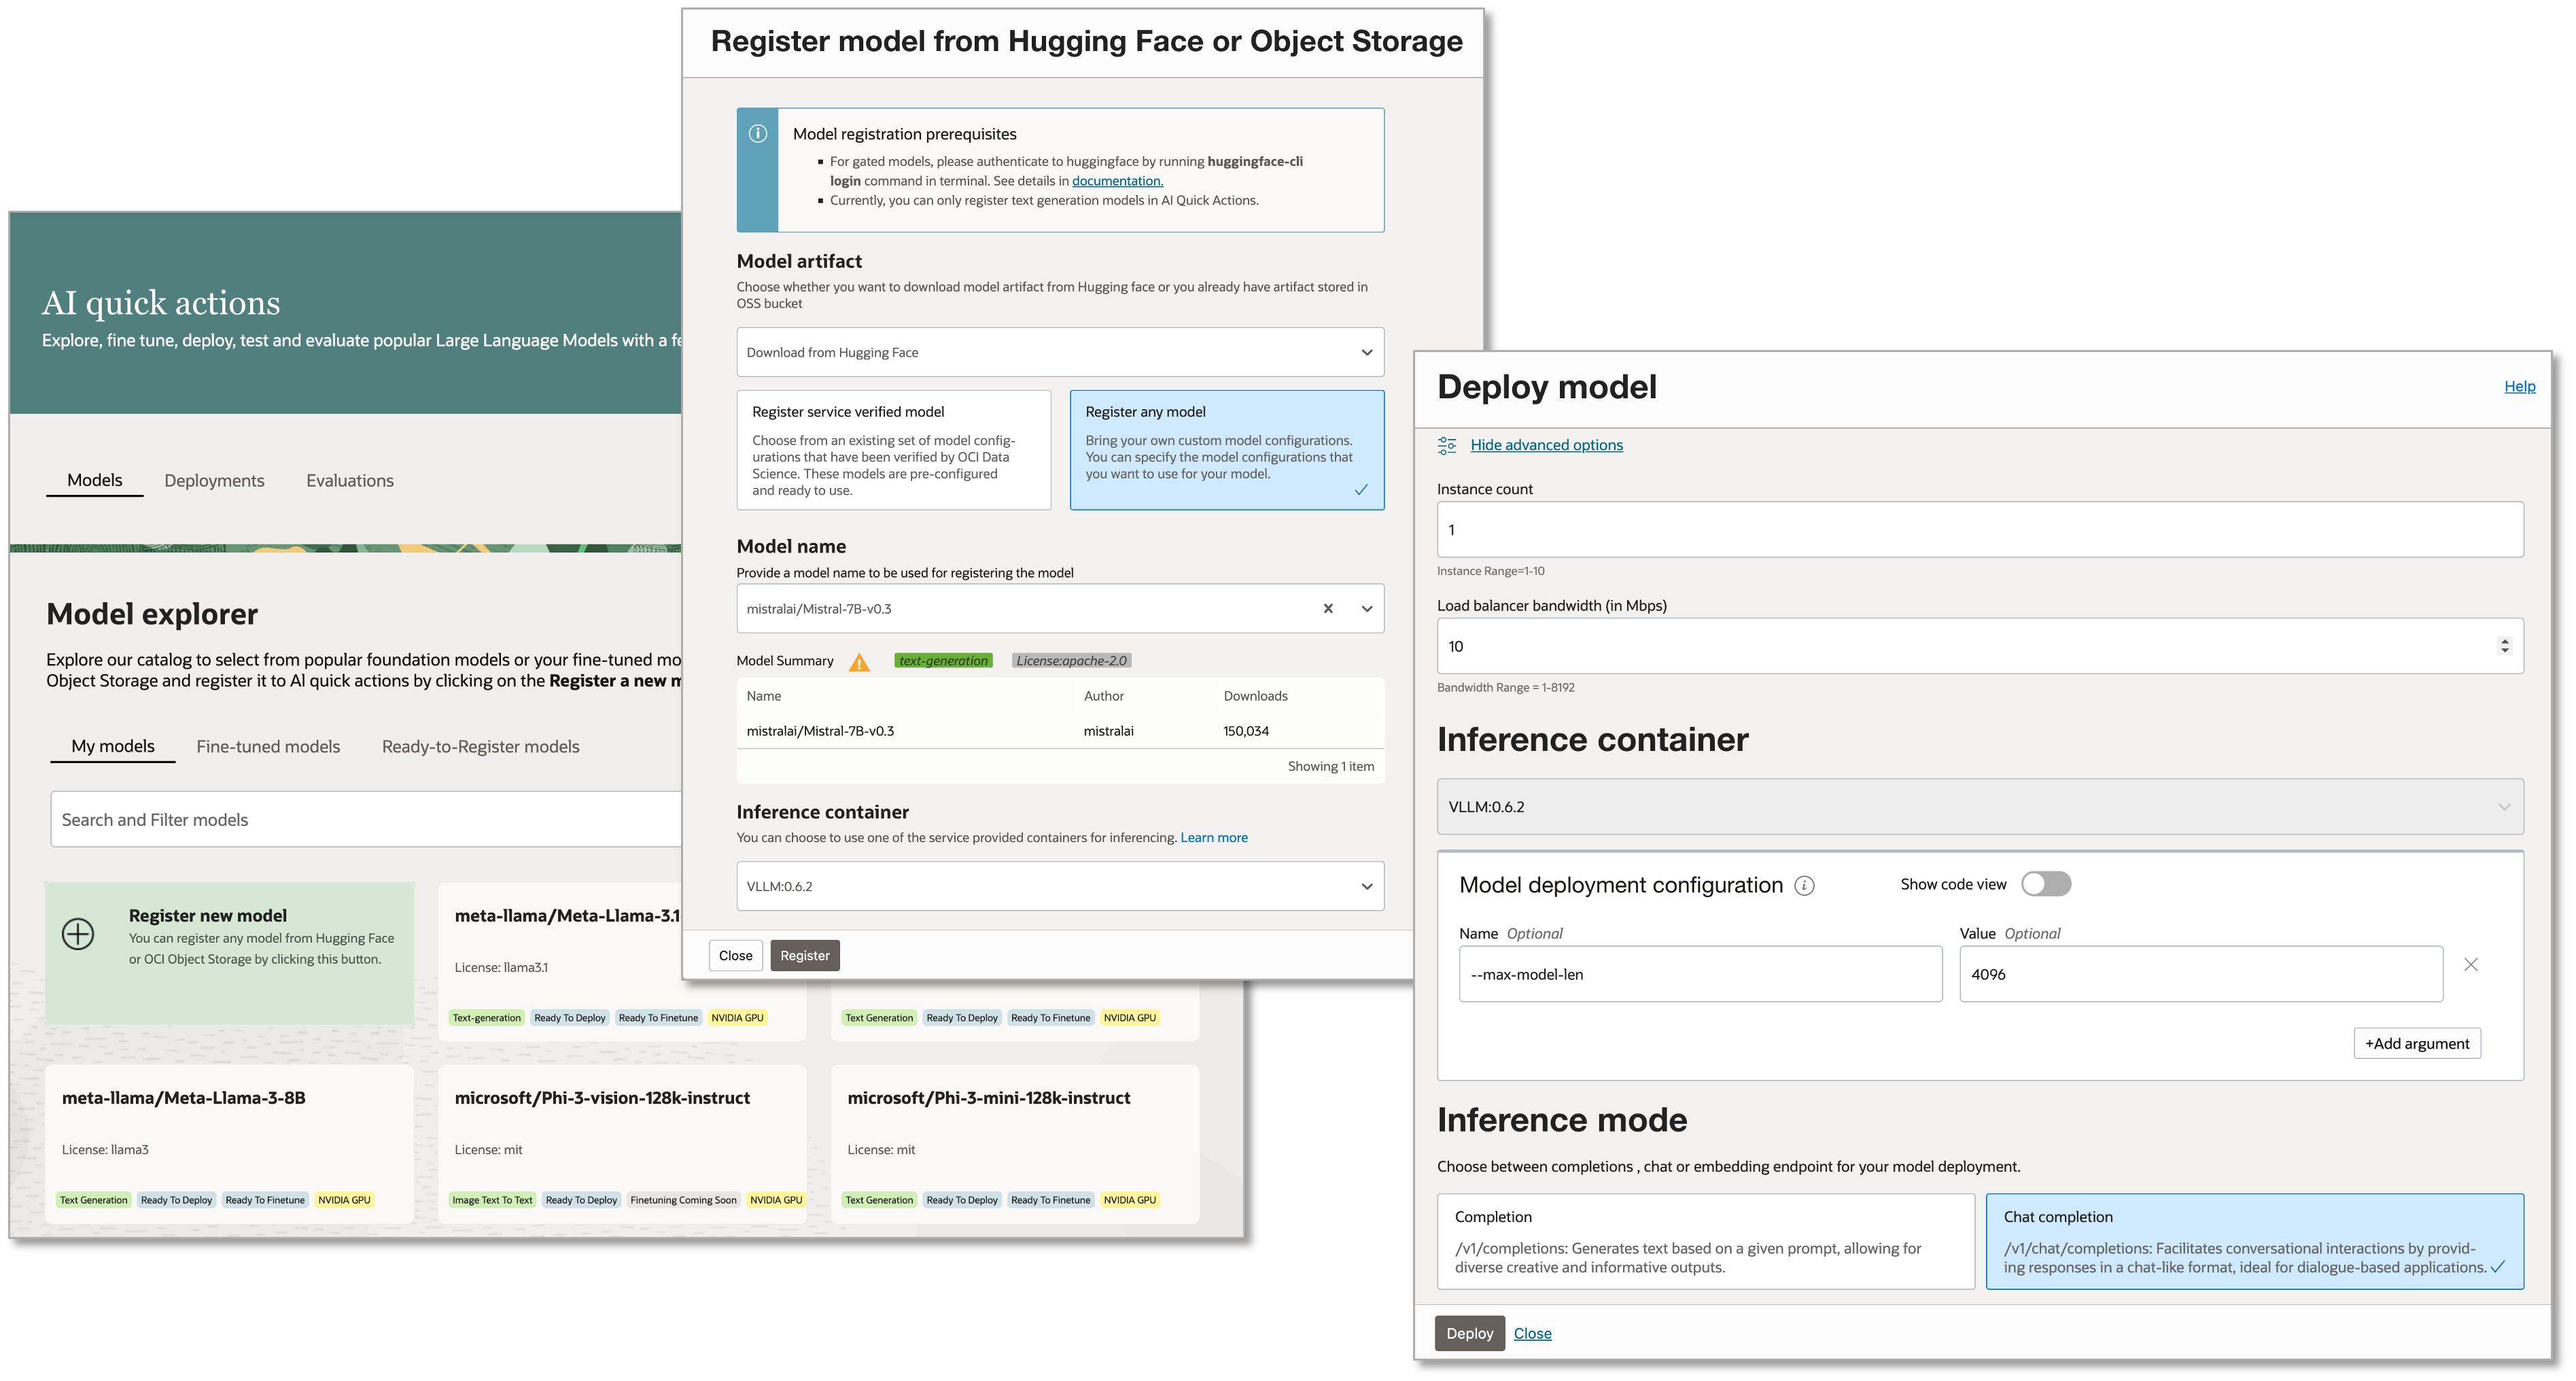 AI quick actions
Explore, fine tune, deploy, test and evaluate popular Large Language Models with a
Models
Deployments
Evaluations
Model explorer
Explore our catalog to select from popular foundation models or your fine-tuned
Object Storage and register it to AI quick actions by clicking on the Register a new
My models
Fine-tuned models
Ready-to-Register models
Search and Filter models
Register new model
You can register any model from Hugging Face
or OCI Object Storage by clicking this button.
meta-llama/Meta-Llama-3.1
License: llama3.1
Text-generation Ready To Deploy Ready To Finetune NVIDIA GPU
Text Generation Ready To Deploy Ready To Finetune NVIDIA GPU
meta-llama/Meta-Llama-3-8B
License: llama3
Text Generation Ready To Deploy Ready To Finetune NVIDIA GPU
microsoft/Phi-3-vision-128k-instruct
License: mit
Image Text To Text Ready To Deploy Finetuning Coming Soon NVIDIA GPU
microsoft/Phi-3-mini-128k-instruct
License: mit
Text Generation Ready To Deploy Ready To Finetune NVIDIA GPU
Register model from Hugging Face or Object Storage
Model registration prerequisites
▪ For gated models, please authenticate to huggingface by running huggingface-cli
login command in terminal. See details in documentation.
▪ Currently, you can only register text generation models in AI Quick Actions.
Model artifact
Choose whether you want to download model artifact from Hugging face or you already have artifact stored in
OSS bucket
Download from Hugging Face
Register service verified model
Choose from an existing set of model config-
urations that have been verified by OCI Data
Science. These models are pre-configured
and ready to use.
Register any model
Bring your own custom model configurations.
You can specify the model configurations that
you want to use for your model.
Model name
Provide a model name to be used for registering the model
mistralai/Mistral-7B-v0.3
Model Summary text-generation License:apache-2.0
Name Author Downloads
mistralai/Mistral-7B-v0.3 mistralai 150,034
Showing 1 item
Inference container
You can choose to use one of the service provided containers for inferencing. Learn more
VLLM:0.6.2
Close Register
Deploy model
Help
Hide advanced options
Instance count
1
Instance Range=1-10
Load balancer bandwidth (in Mbps)
10
Bandwidth Range = 1-8192
Inference container
VLLM:0.6.2
Model deployment configuration Show code view
Name Optional Value Optional
--max-model-len 4096
+Add argument
Inference mode
Choose between completions , chat or embedding endpoint for your model deployment.
Completion
/v1/completions: Generates text based on a given prompt, allowing for
diverse creative and informative outputs.
Chat completion
/v1/chat/completions: Facilitates conversational interactions by provid-
ing responses in a chat-like format, ideal for dialogue-based applications.
Deploy Close